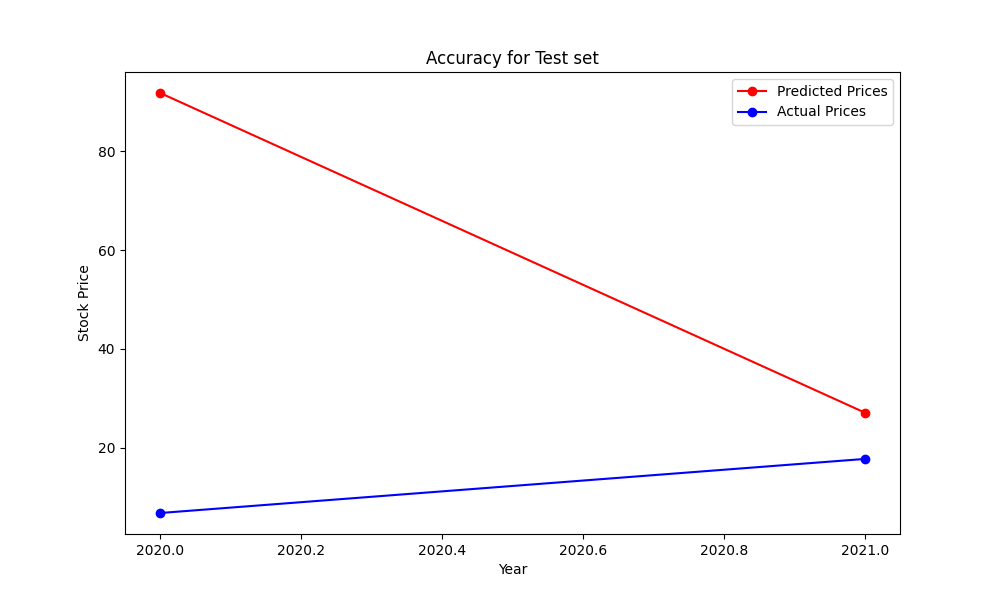 Accuracy for Test set
Predicted Prices
Actual Prices
Stock Price
80
60
40
20
2020.0 2020.2 2020.4 2020.6 2020.8 2021.0
Year